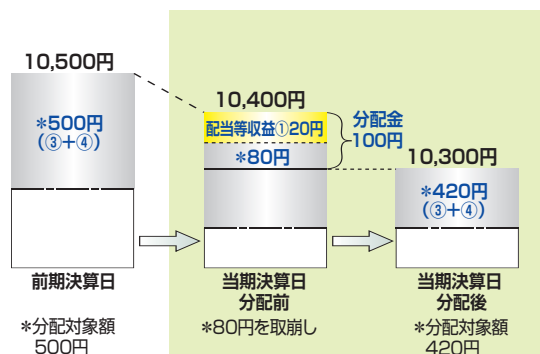 10,500円
*500円
(③+④)
前期決算日
*分配対象額
500円
10,400円
配当等収益①20円
*80円
分配金
100円
当期決算日
分配前
*80円を取崩し
10,300円
*420円
(③+④)
当期決算日
分配後
*分配対象額
420円